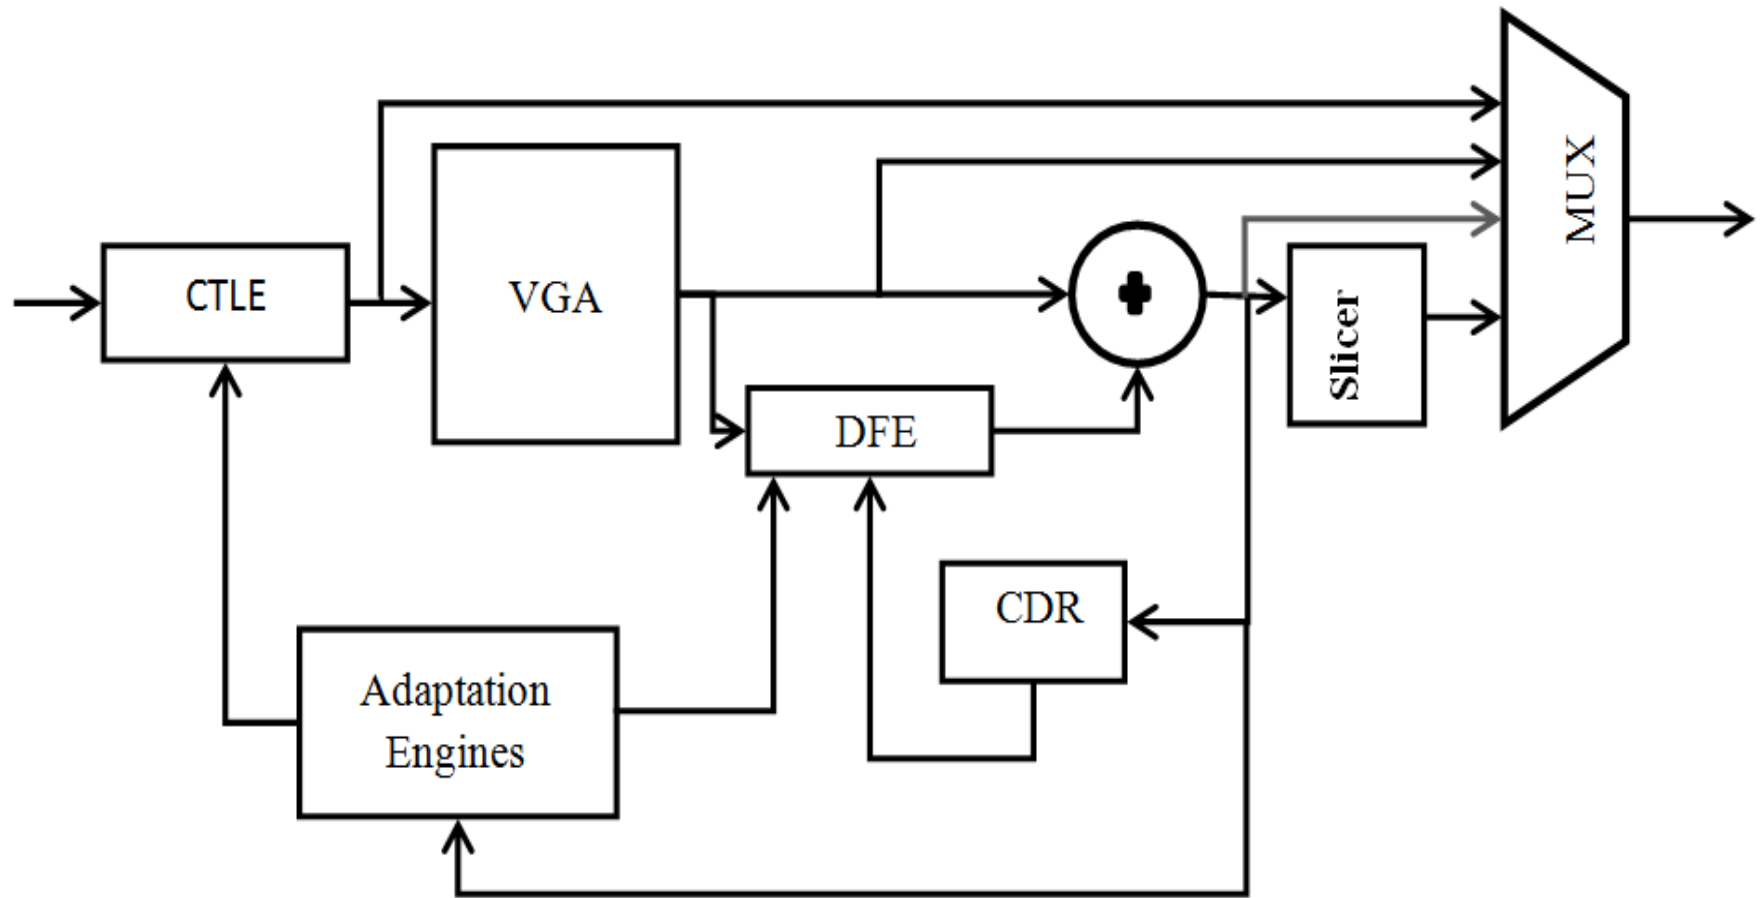 MUX
CTLE
VGA
Slicer
DFE
CDR
Adaptation
Engines